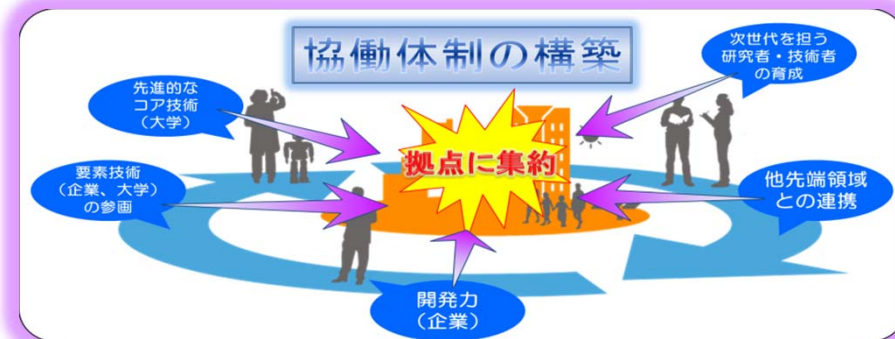 協働体制の構築
先進的な
コア技術
（大学）
次世代を担う
研究者・技術者
の育成
拠点に集約
要素技術
（企業、大学）
の参画
他先端領域
との連携
開発力
（企業）